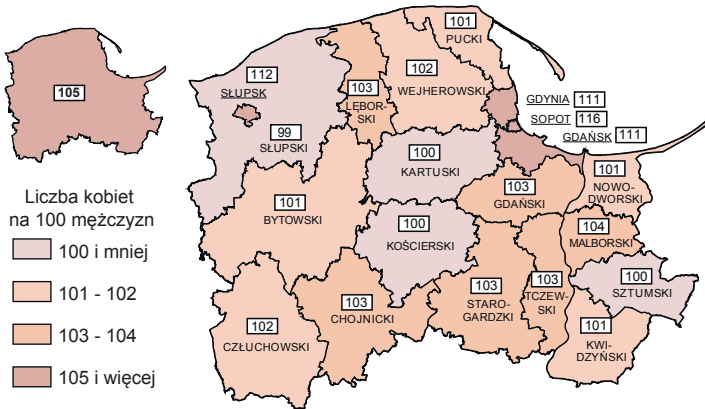 105
Liczba kobiet
na 100 mężczyzn
100 i mniej
101 - 102
103 - 104
105 i więcej
101
PUCKI
102
WEJHEROWSKI
103
LĘBOR-
SKI
112
SŁUPSK
99
SŁUPSKI
GDYNIA 111
SOPOT 116
GDAŃSK 111
100
KARTUSKI
101
NOWO-
DWORSKI
103
GDAŃSKI
101
BYTOWSKI
100
KOŚCIERSKI
104
MALBORSKI
100
SZTUMSKI
103
CHOJNICKI
103
STARO-
GARDZKI
103
TCZEW-
SKI
102
CZŁUCHOWSKI
101
KWI-
DZYŃSKI